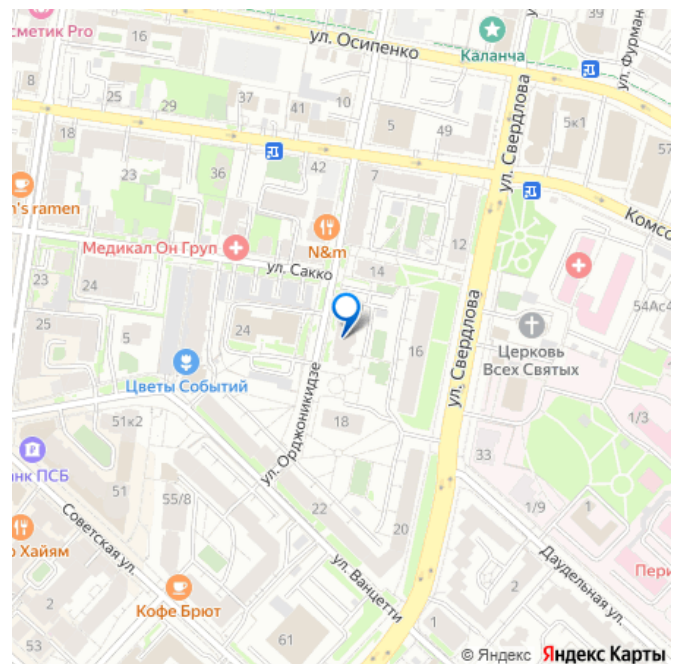 сметик Pro
16
ул. Осипенко
39
Каланча
ул. Фурман
8
25
29
37
41
10
5
49
5к1
57
18
23
36
42
7
ул. Свердлова
n's ramen
N&m
12
Комсо
Медикал Он Груп
ул. Сакко
14
23
24
54Ас4
25
5
24
16
ул. Свердлова
Церковь
Всех Святых
Цветы Событий
ул. Орджоникидзе
51к2
18
1/3
нк ПСБ
33
51
55/8
22
20
1/9
1
Советская ул.
р Хайям
ул. Ванцетти
Даудельная ул.
Пери
2
Кофе Брют
2
53
61
1
© Яндекс Яндекс Карты